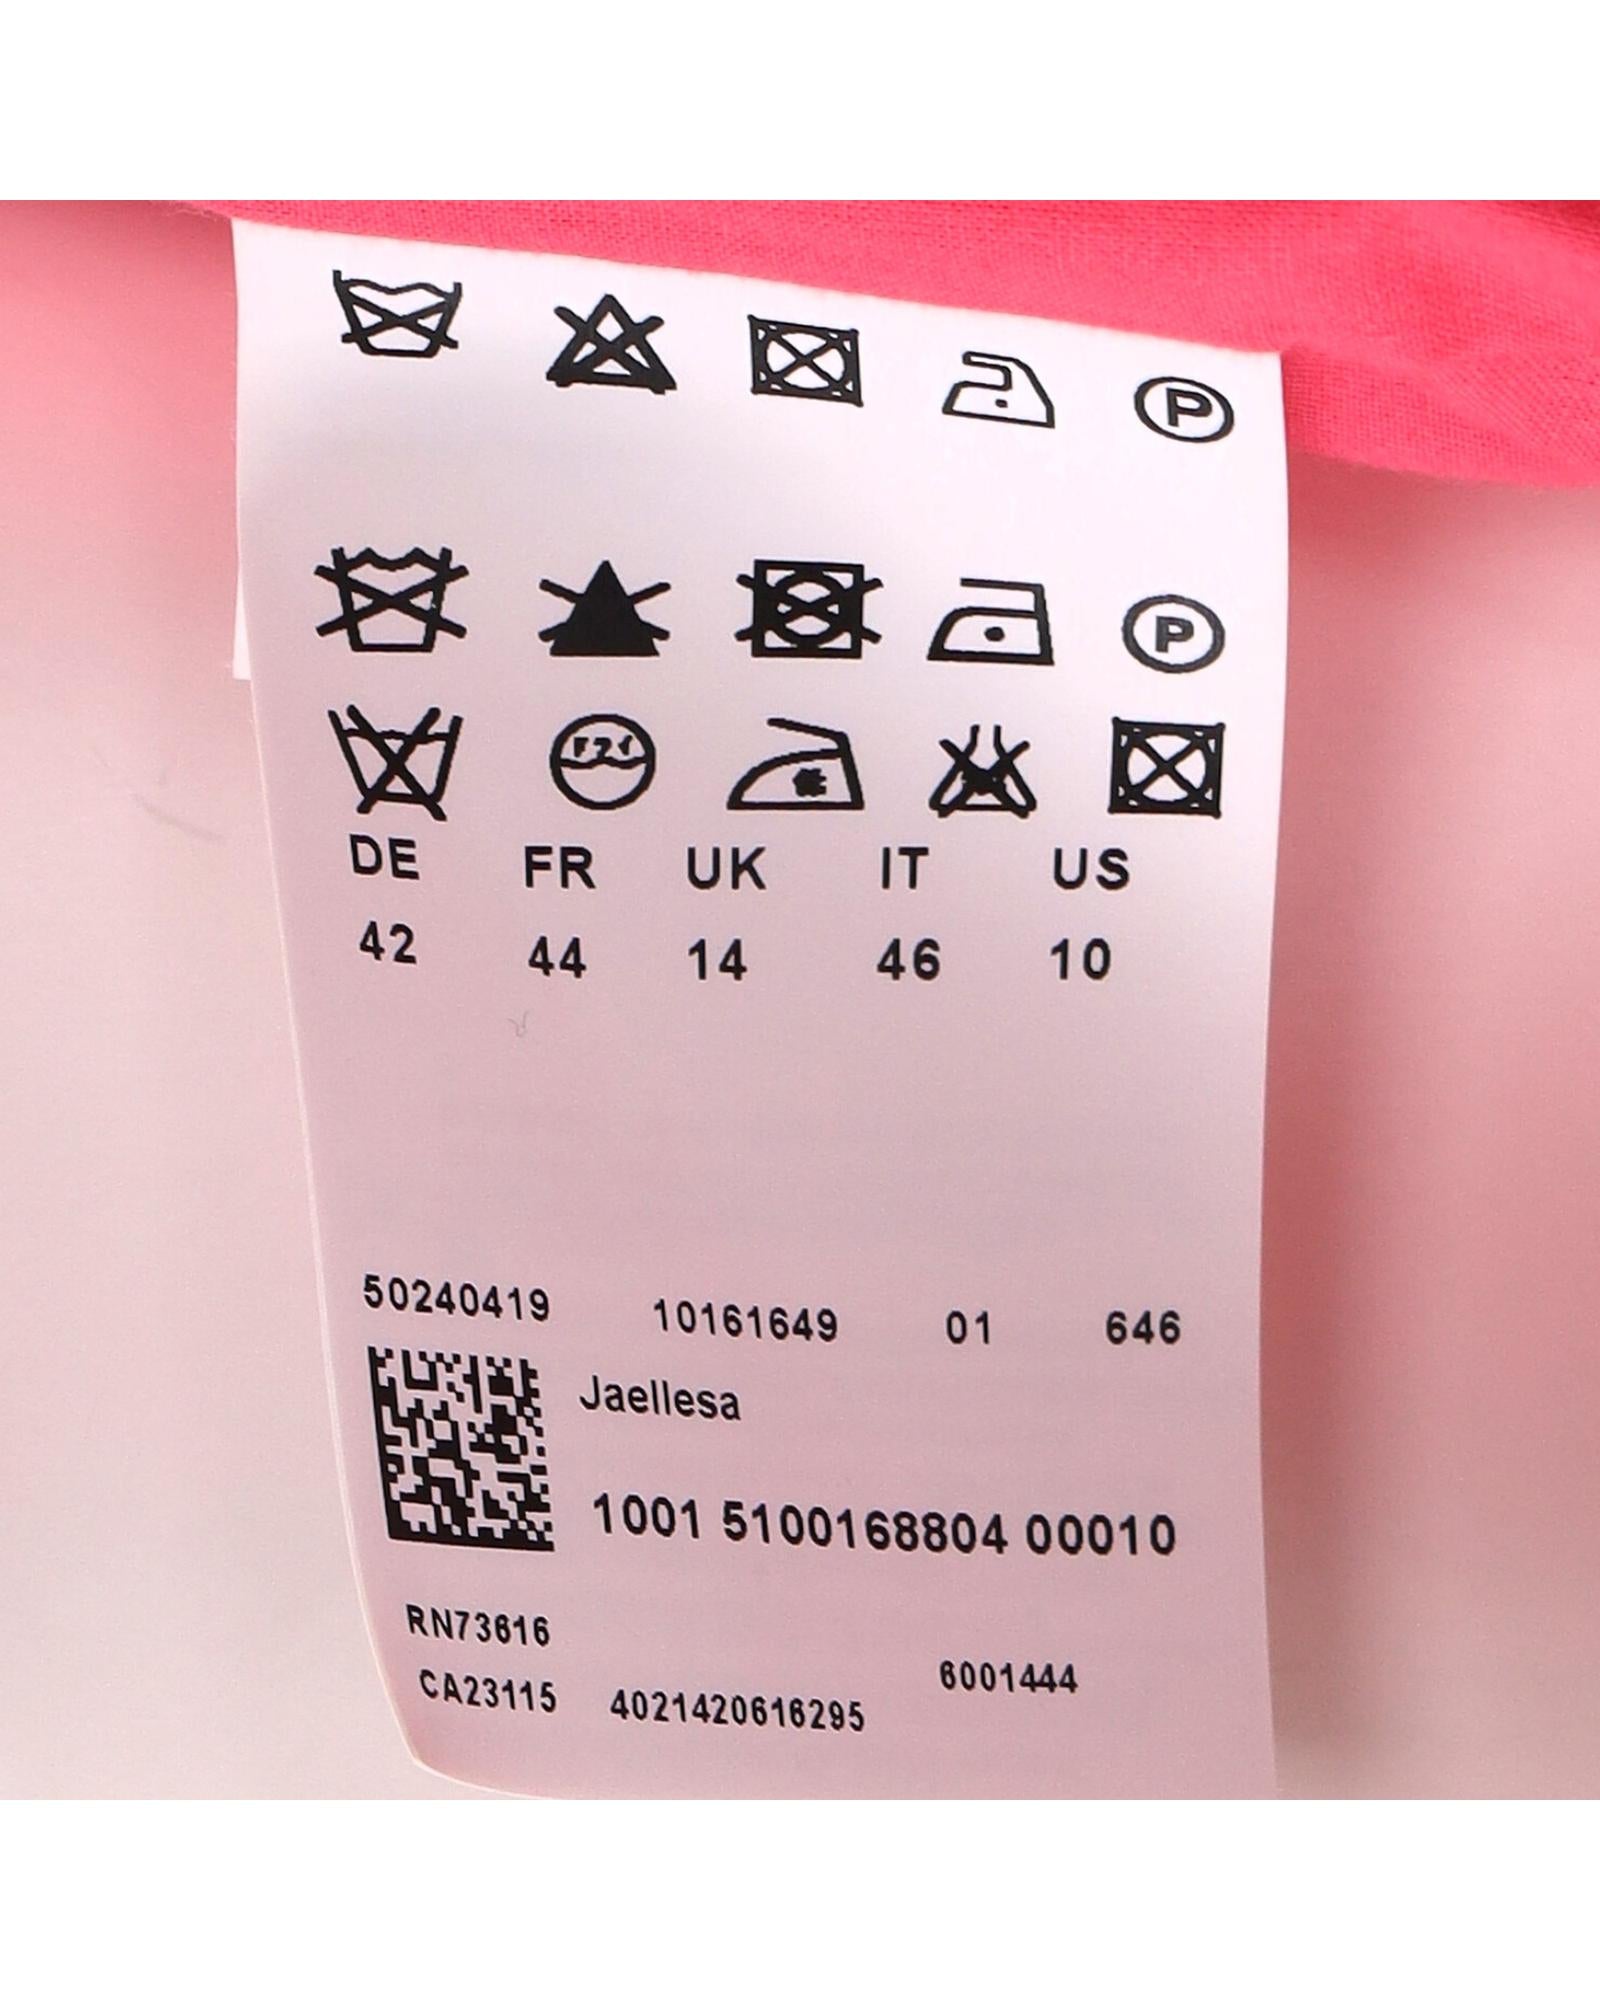 P
P
DE FR UK IT US
42 44 14 46 10
50240419 10161649 01 646
Jaellesa
1001 5100168804 00010
RN73616
CA23115 4021420616295 6001444